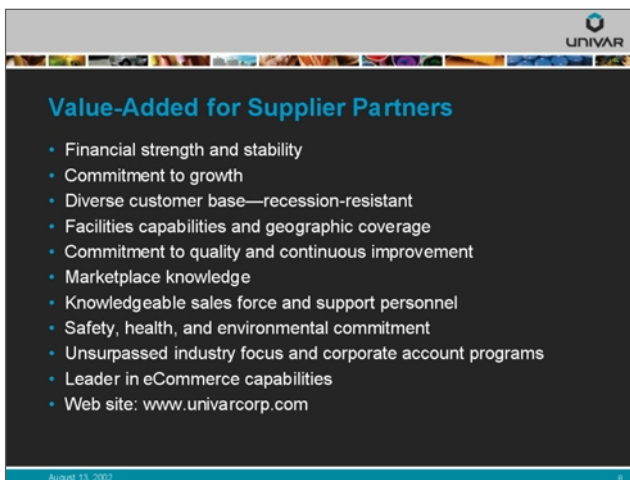 UNIVAR
Value-Added for Supplier Partners
• Financial strength and stability
• Commitment to growth
• Diverse customer base—recession-resistant
• Facilities capabilities and geographic coverage
• Commitment to quality and continuous improvement
• Marketplace knowledge
• Knowledgeable sales force and support personnel
• Safety, health, and environmental commitment
• Unsurpassed industry focus and corporate account programs
• Leader in eCommerce capabilities
• Web site: www.univarcorp.com
August 13, 2002